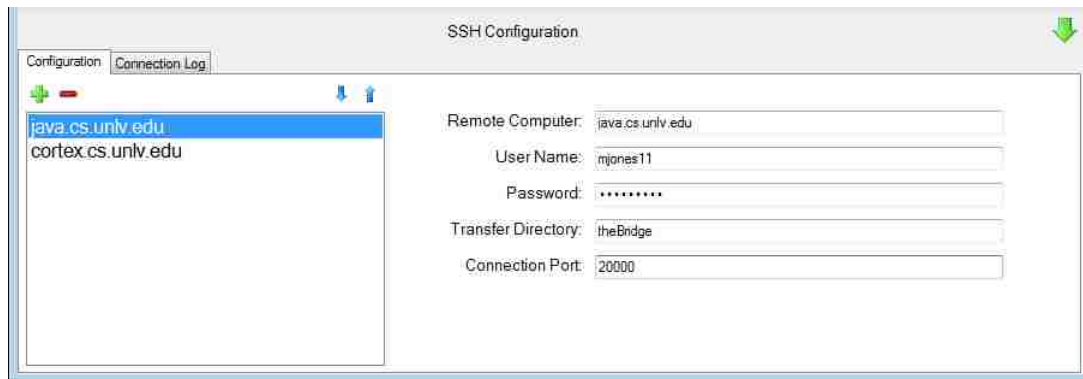 SSH Configuration
Configuration
Connection Log
java.cs.unlv.edu
cortex.cs.unlv.edu
Remote Computer: java.cs.unlv.edu
User Name: mjones11
Password: •••••••••
Transfer Directory: theBridge
Connection Port: 20000